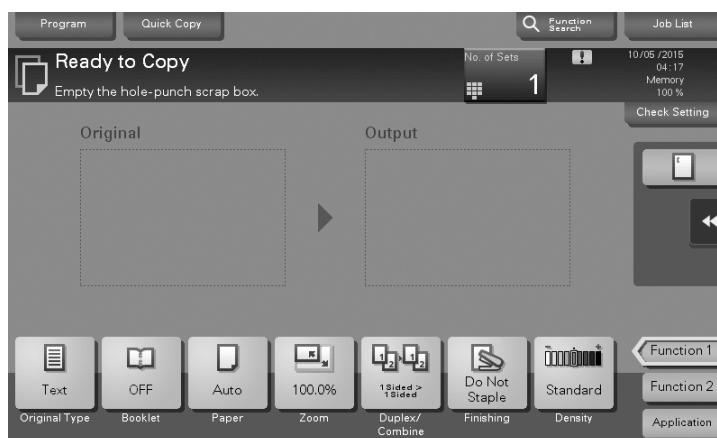 Program
Quick Copy
Function
Search
Job List
Ready to Copy
Empty the hole-punch scrap box.
No. of Sets
1
10/05 /2015
04:17
Memory
100 %
Check Setting
Original
Output
Text
OFF
Auto
100.0%
1Sided >
1Sided
Do Not
Staple
Standard
Original Type
Booklet
Paper
Zoom
Duplex/
Combine
Finishing
Density
Function 1
Function 2
Application